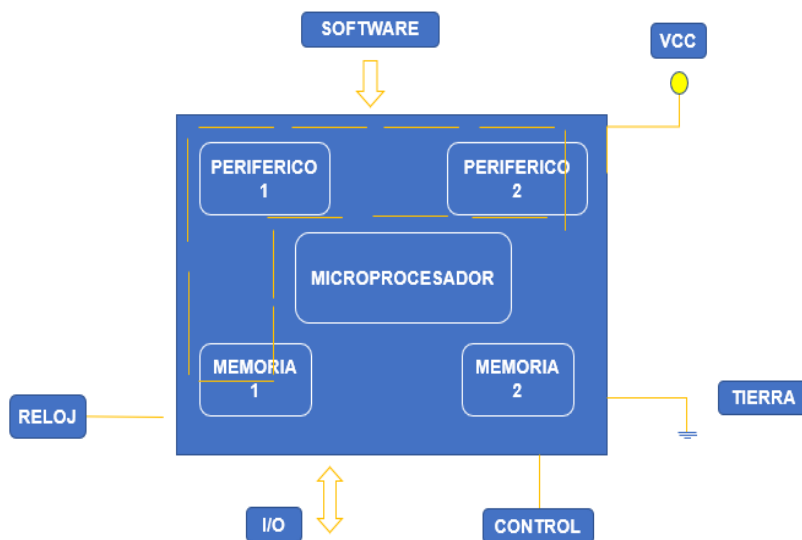 SOFTWARE
VCC
PERIFERICO
1
PERIFERICO
2
MICROPROCESADOR
MEMORIA
1
MEMORIA
2
RELOJ
TIERRA
I/O
CONTROL